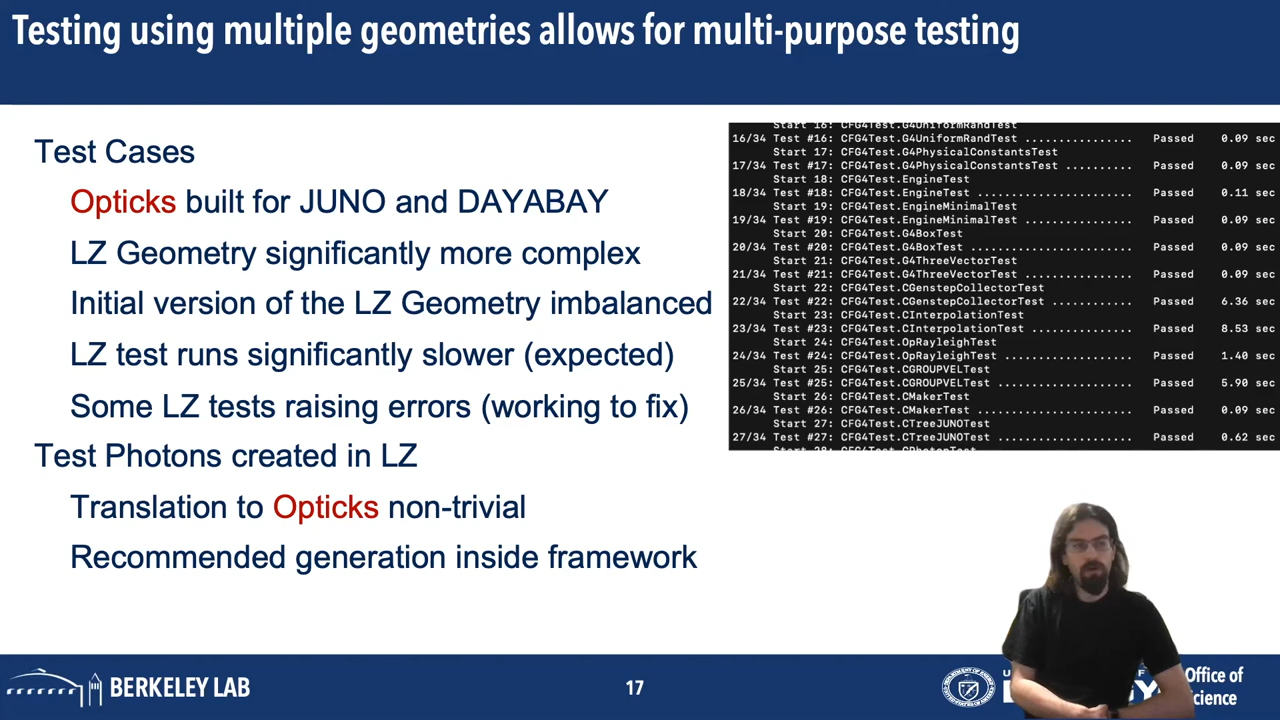 Testing using multiple geometries allows for multi-purpose testing
Test Cases
Opticks built for JUNO and DAYABAY
LZ Geometry significantly more complex
Initial version of the LZ Geometry imbalanced
LZ test runs significantly slower (expected)
Some LZ tests raising errors (working to fix)
Test Photons created in LZ
Translation to Opticks non-trivial
Recommended generation inside framework
Start 16: CFG4Test.G4UniformRandTest
16/34 Test #16: CFG4Test.G4UniformRandTest ................ Passed 0.09 sec
Start 17: CFG4Test.G4PhysicalConstantsTest
17/34 Test #17: CFG4Test.G4PhysicalConstantsTest .......... Passed 0.09 sec
Start 18: CFG4Test.EngineTest
18/34 Test #18: CFG4Test.EngineTest ....................... Passed 0.11 sec
Start 19: CFG4Test.EngineMinimalTest
19/34 Test #19: CFG4Test.EngineMinimalTest ................ Passed 0.09 sec
Start 20: CFG4Test.G4BoxTest
20/34 Test #20: CFG4Test.G4BoxTest ........................ Passed 0.09 sec
Start 21: CFG4Test.G4ThreeVectorTest
21/34 Test #21: CFG4Test.G4ThreeVectorTest ................ Passed 0.09 sec
Start 22: CFG4Test.CGenstepCollectorTest
22/34 Test #22: CFG4Test.CGenstepCollectorTest ............ Passed 6.36 sec
Start 23: CFG4Test.CInterpolationTest
23/34 Test #23: CFG4Test.CInterpolationTest ............... Passed 8.53 sec
Start 24: CFG4Test.OpRayleighTest
24/34 Test #24: CFG4Test.OpRayleighTest ................... Passed 1.40 sec
Start 25: CFG4Test.CGROUPVELTest
25/34 Test #25: CFG4Test.CGROUPVELTest .................... Passed 5.90 sec
Start 26: CFG4Test.CMakerTest
26/34 Test #26: CFG4Test.CMakerTest ....................... Passed 0.09 sec
Start 27: CFG4Test.CTreeJUNOTest
27/34 Test #27: CFG4Test.CTreeJUNOTest .................... Passed 0.62 sec
Start 28: CFG4Test.CPhotonTest
BERKELEY LAB
17
Office of